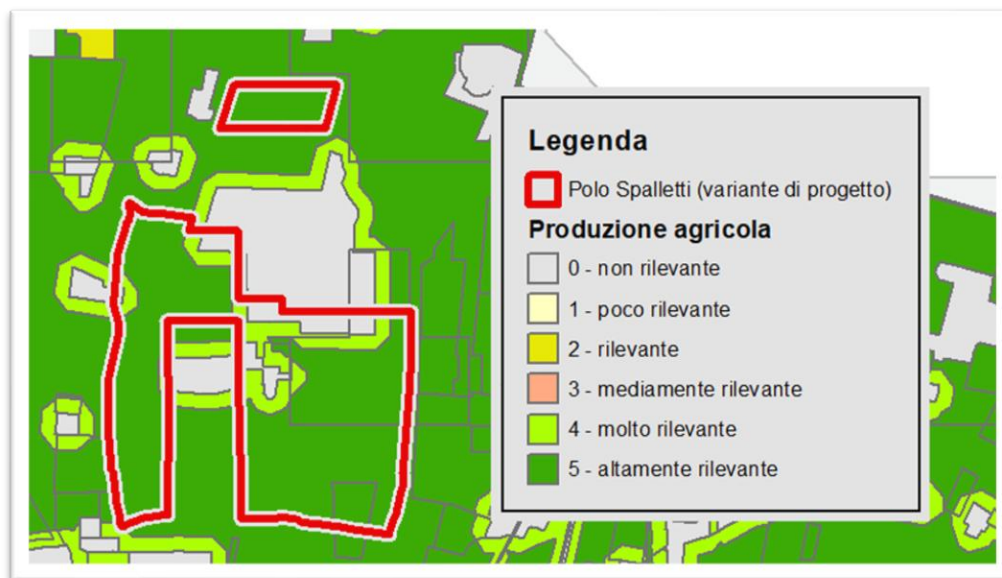 Legenda
Polo Spalletti (variante di progetto)
Produzione agricola
0 - non rilevante
1 - poco rilevante
2 - rilevante
3 - mediamente rilevante
4 - molto rilevante
5 - altamente rilevante